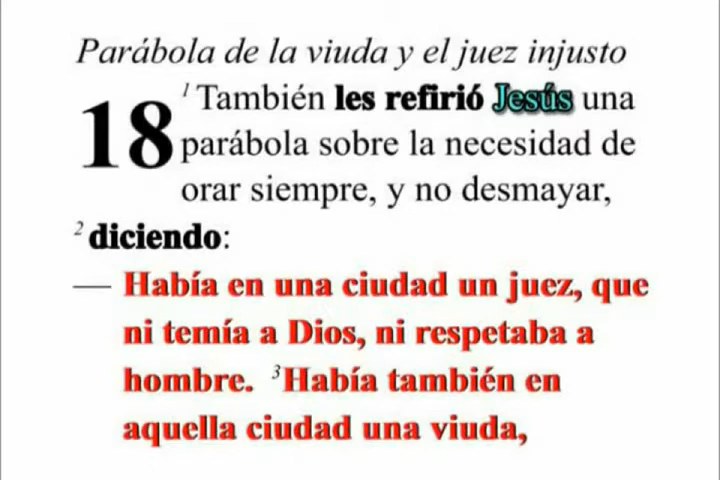 Parábola de la viuda y el juez injusto
18 ¹También les refirió Jesús una
parábola sobre la necesidad de
orar siempre, y no desmayar,
²diciendo:
— Había en una ciudad un juez, que
ni temía a Dios, ni respetaba a
hombre. ³Había también en
aquella ciudad una viuda,